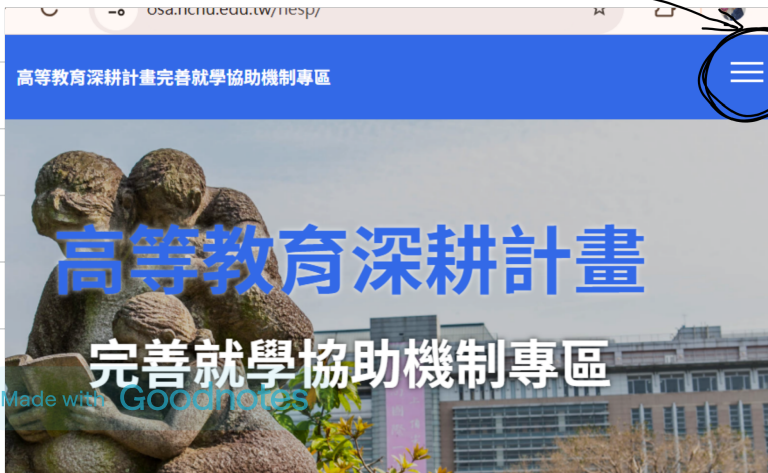 osa.nchu.edu.tw/hesp/
高等教育深耕計畫完善就學協助機制專區
高等教育深耕計畫
完善就學協助機制專區
Made with Goodnotes